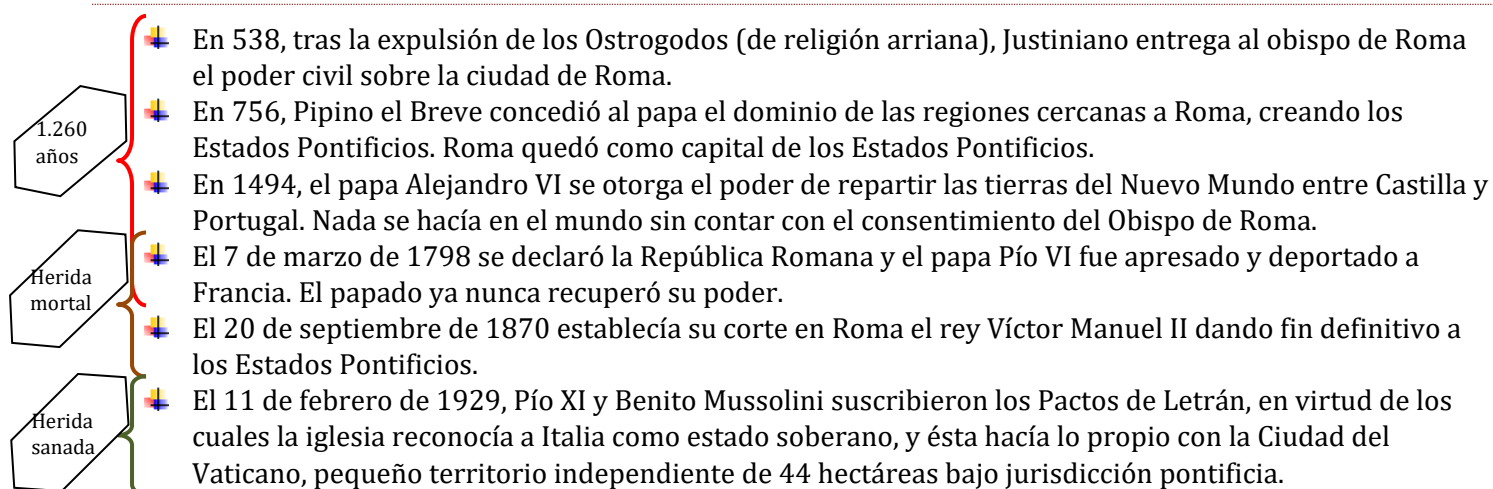 En 538, tras la expulsión de los Ostrogodos (de religión arriana), Justiniano entrega al obispo de Roma
el poder civil sobre la ciudad de Roma.
En 756, Pipino el Breve concedió al papa el dominio de las regiones cercanas a Roma, creando los
Estados Pontificios. Roma quedó como capital de los Estados Pontificios.
1.260
años
En 1494, el papa Alejandro VI se otorga el poder de repartir las tierras del Nuevo Mundo entre Castilla y
Portugal. Nada se hacía en el mundo sin contar con el consentimiento del Obispo de Roma.
El 7 de marzo de 1798 se declaró la República Romana y el papa Pío VI fue apresado y deportado a
Francia. El papado ya nunca recuperó su poder.
Herida
mortal
El 20 de septiembre de 1870 establecía su corte en Roma el rey Víctor Manuel II dando fin definitivo a
los Estados Pontificios.
El 11 de febrero de 1929, Pío XI y Benito Mussolini suscribieron los Pactos de Letrán, en virtud de los
cuales la iglesia reconocía a Italia como estado soberano, y ésta hacía lo propio con la Ciudad del
Vaticano, pequeño territorio independiente de 44 hectáreas bajo jurisdicción pontificia.
Herida
sanada